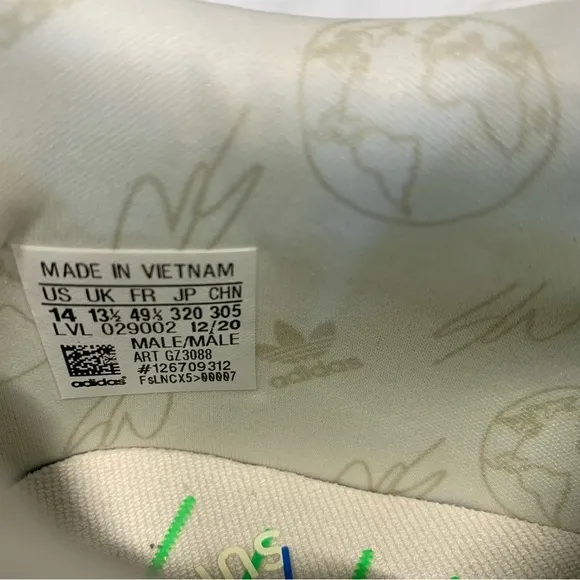 MADE IN VIETNAM
US UK FR JP CHN
14 13½ 49⅓ 320 305
LVL 029002 12/20
MALE/MÂLE
ART GZ3088
#126709312
adidas FsLNCX5>00007
adidas